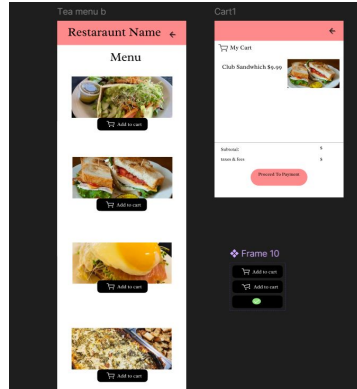 Tea menu b
Restaraunt Name
Menu
Add to cart
Add to cart
Add to cart
Add to cart
Cart1
My Cart
Club Sandwhich $9.99
Subtotal: $
taxes & fees $
Proceed To Payment
Frame 10
Add to cart
Add to cart